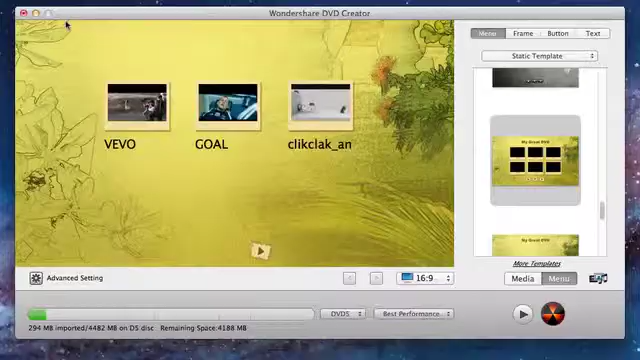 Wondershare DVD Creator
Menu Frame Button Text
Static Template
VEVO GOAL clikclak_an
My Great DVD
My Great DVD
More Templates
Advanced Setting 16:9 Media Menu
DVD5 Best Performance
294 MB imported/4482 MB on D5 disc Remaining Space:4188 MB